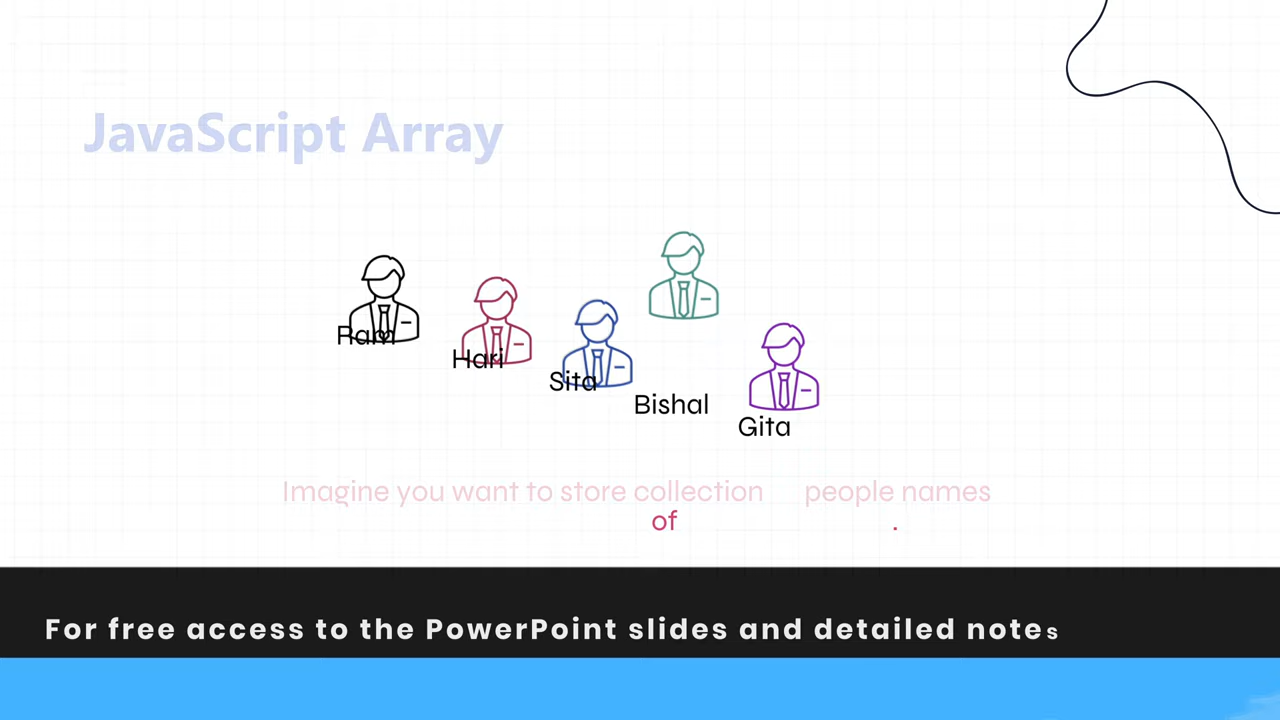 JavaScript Array
Ram
Hari
Sita
Bishal
Gita
Imagine you want to store collection people names
of .
For free access to the PowerPoint slides and detailed notes